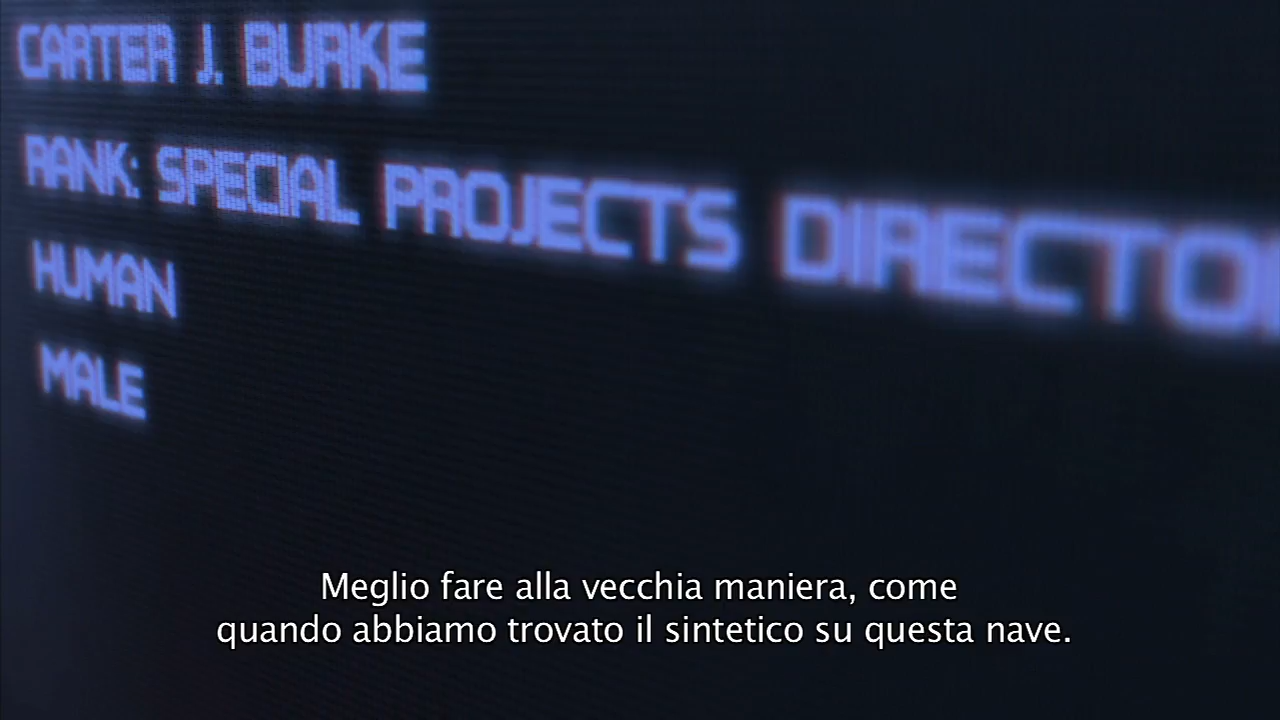 CARTER J. BURKE
RANK: SPECIAL PROJECTS DIRECTOR
HUMAN
MALE
Meglio fare alla vecchia maniera, come
quando abbiamo trovato il sintetico su questa nave.